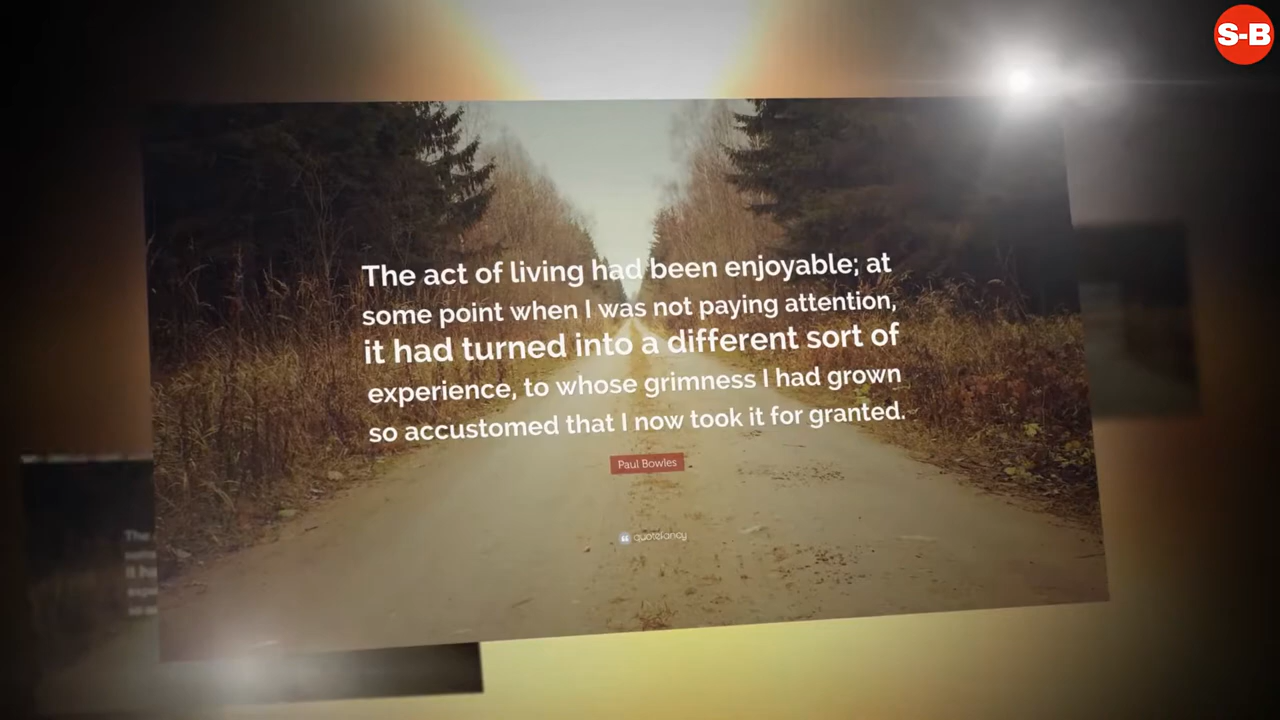 S-B
The act of living had been enjoyable; at
some point when I was not paying attention,
it had turned into a different sort of
experience, to whose grimness I had grown
so accustomed that I now took it for granted.
Paul Bowles
quotefancy
The